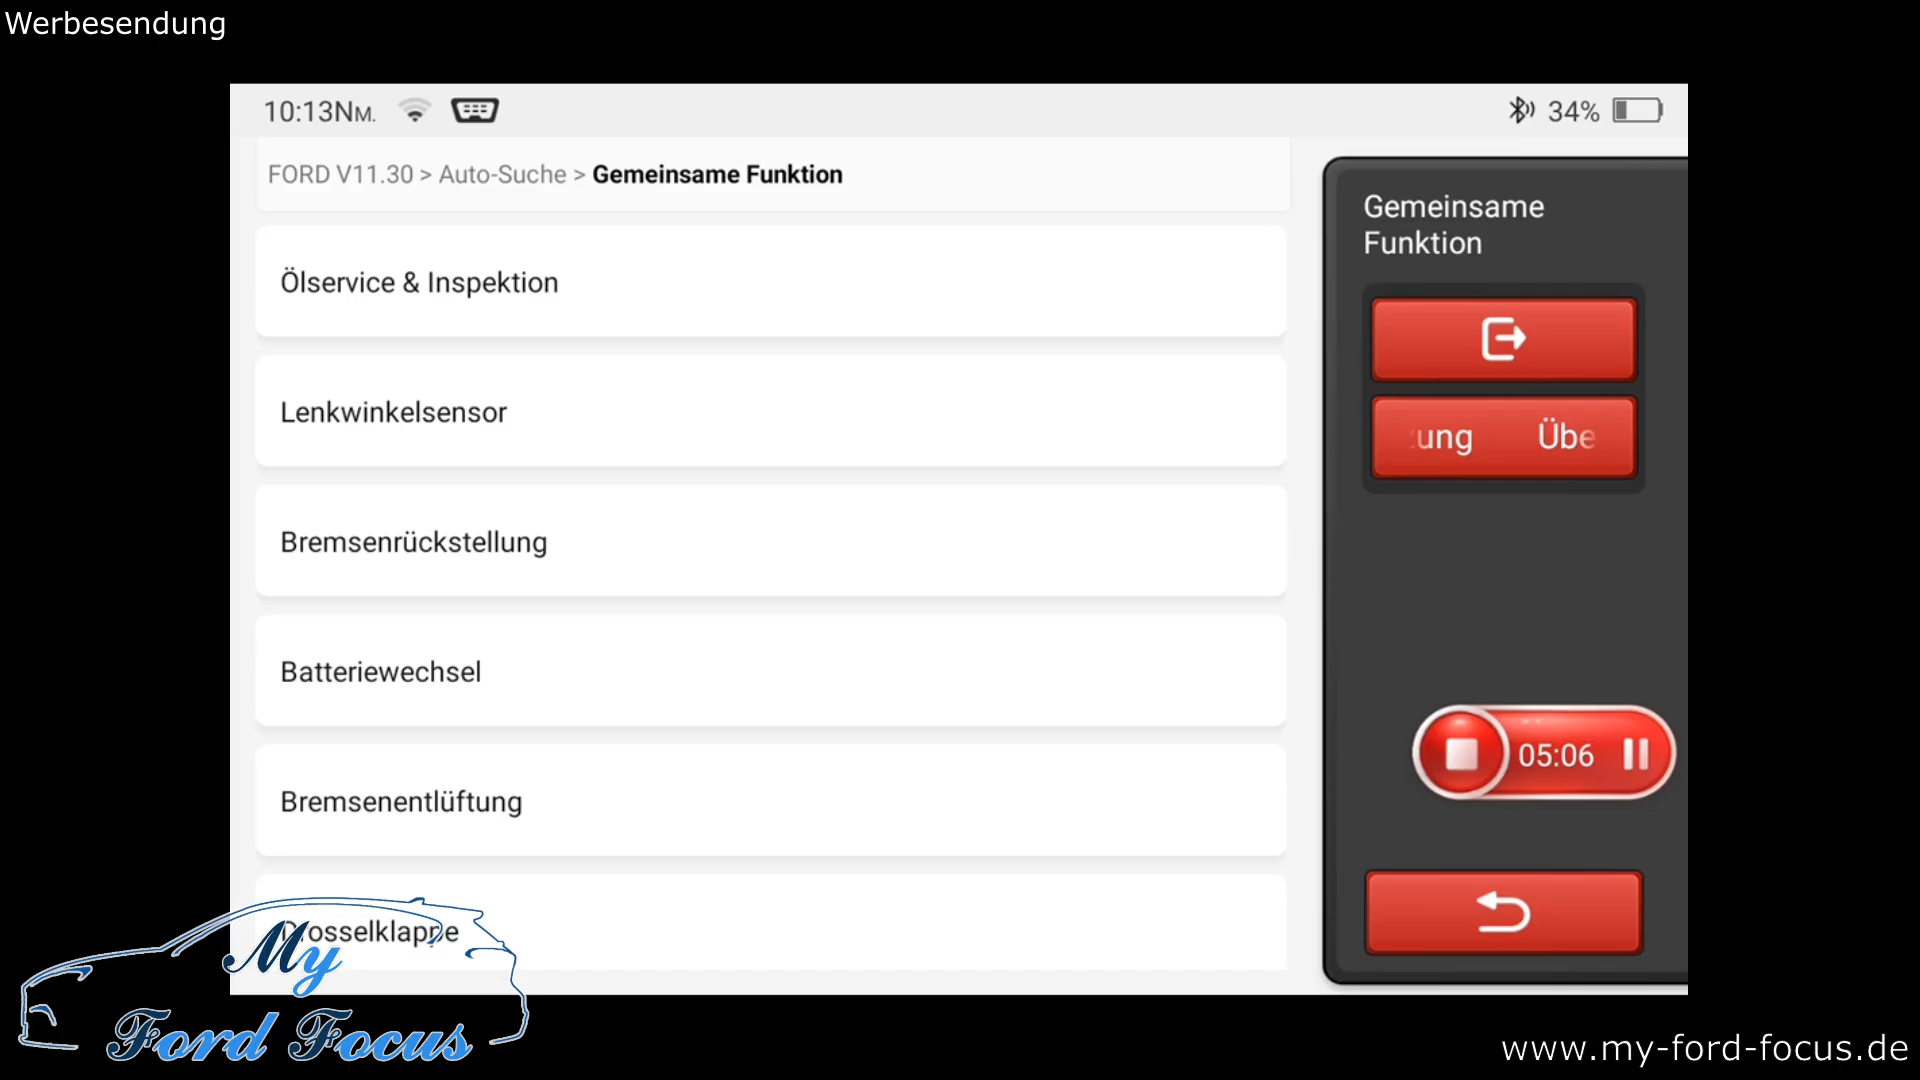 Werbesendung
10:13NM.
34%
FORD V11.30 > Auto-Suche > Gemeinsame Funktion
Gemeinsame
Funktion
Ölservice & Inspektion
Lenkwinkelsensor
ung Übe
Bremsenrückstellung
Batteriewechsel
05:06
Bremsenentlüftung
Drosselklappe
My
Ford Focus
www.my-ford-focus.de